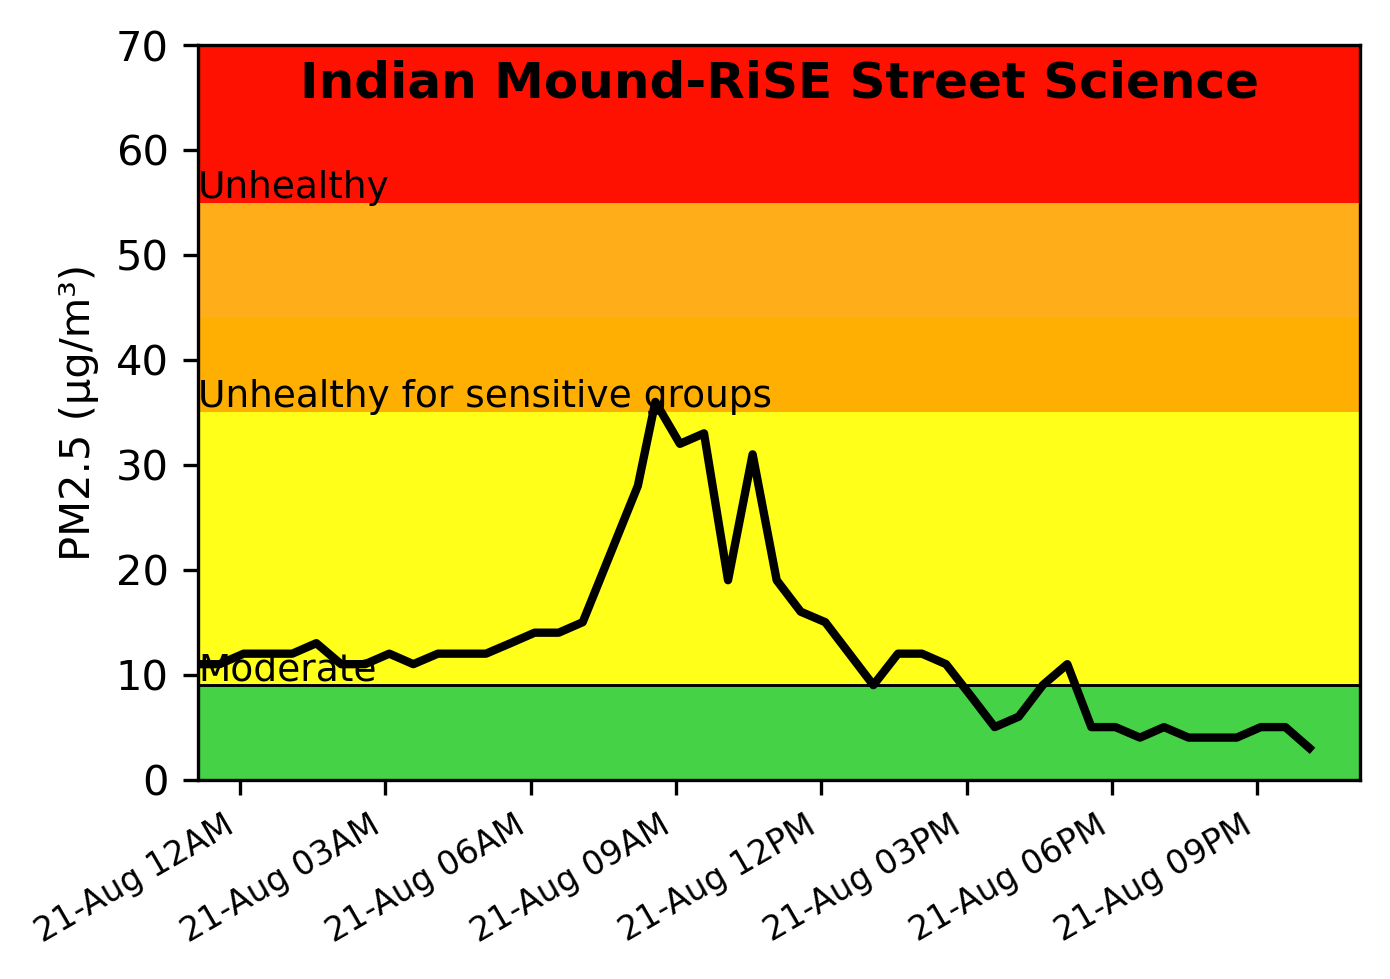 Indian Mound-RiSE Street Science
70
60
50
40
30
20
10
0
PM2.5 (µg/m³)
Unhealthy
Unhealthy for sensitive groups
Moderate
21-Aug 12AM
21-Aug 03AM
21-Aug 06AM
21-Aug 09AM
21-Aug 12PM
21-Aug 03PM
21-Aug 06PM
21-Aug 09PM